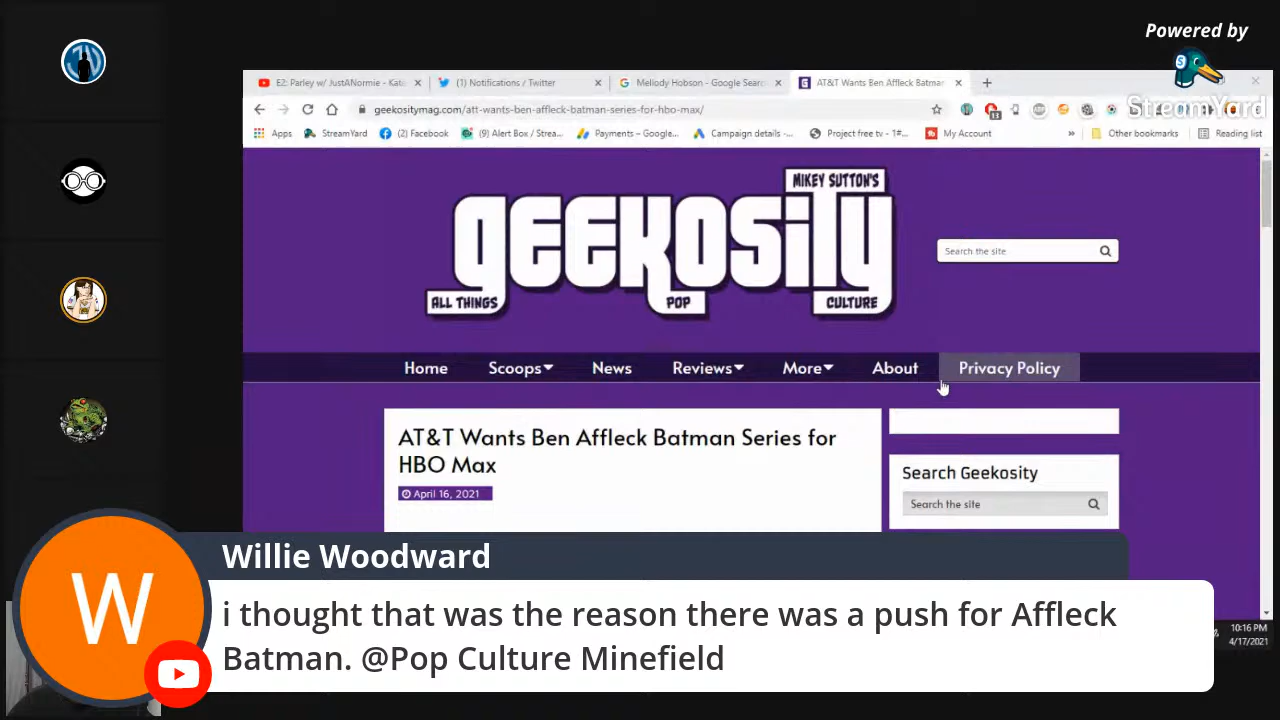 Powered by
StreamYard
E2: Parley w/ JustANormie - Kat
(1) Notifications / Twitter
Mellody Hobson - Google Sear
AT&T Wants Ben Affleck Batman
geekositymag.com/att-wants-ben-affleck-batman-series-for-hbo-max/
13
Apps StreamYard (2) Facebook (9) Alert Box / Strea... Payments – Google... Campaign details -... Project free tv - 1#... My Account » Other bookmarks Reading list
MIKEY SUTTON'S
GEEKOSITY
ALL THINGS POP CULTURE
Search the site
Home Scoops News Reviews More About Privacy Policy
AT&T Wants Ben Affleck Batman Series for
HBO Max
April 16, 2021
Search Geekosity
Search the site
W
Willie Woodward
i thought that was the reason there was a push for Affleck
Batman. @Pop Culture Minefield
10:16 PM
4/17/2021